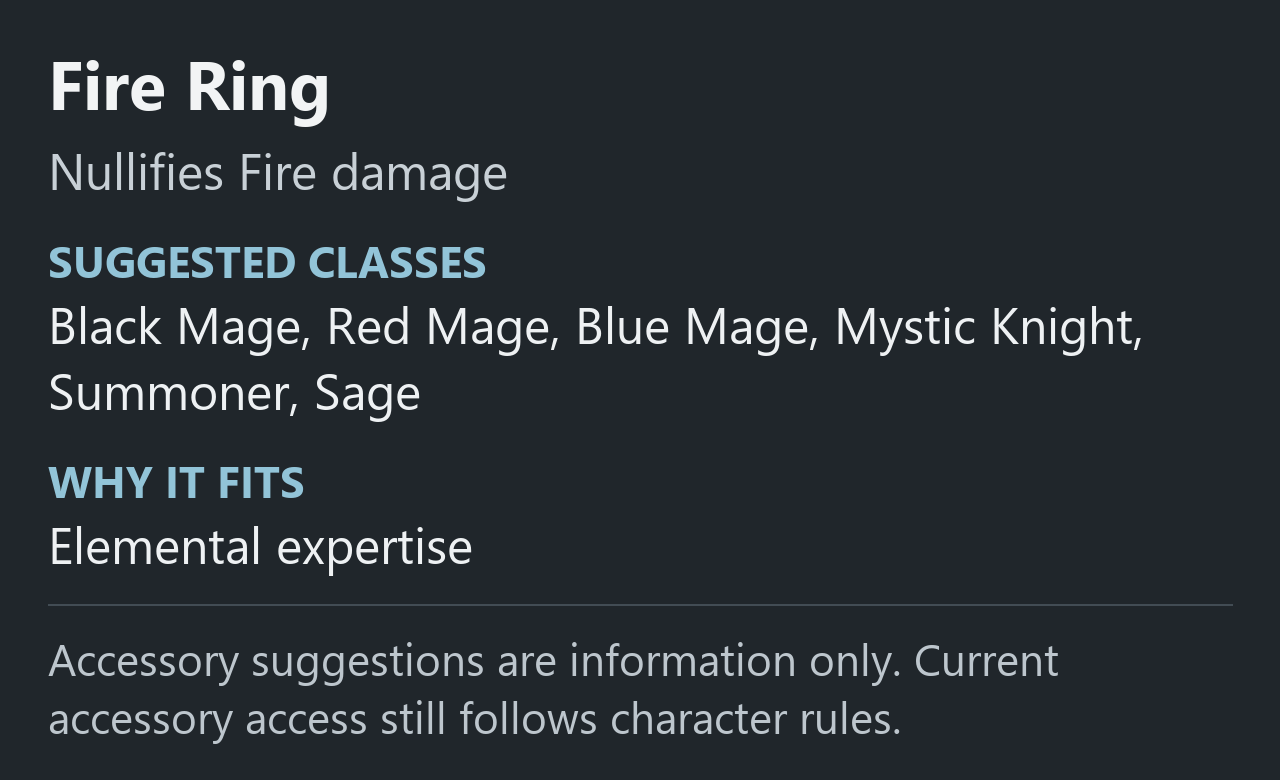 Fire Ring
Nullifies Fire damage
SUGGESTED CLASSES
Black Mage, Red Mage, Blue Mage, Mystic Knight,
Summoner, Sage
WHY IT FITS
Elemental expertise
Accessory suggestions are information only. Current
accessory access still follows character rules.